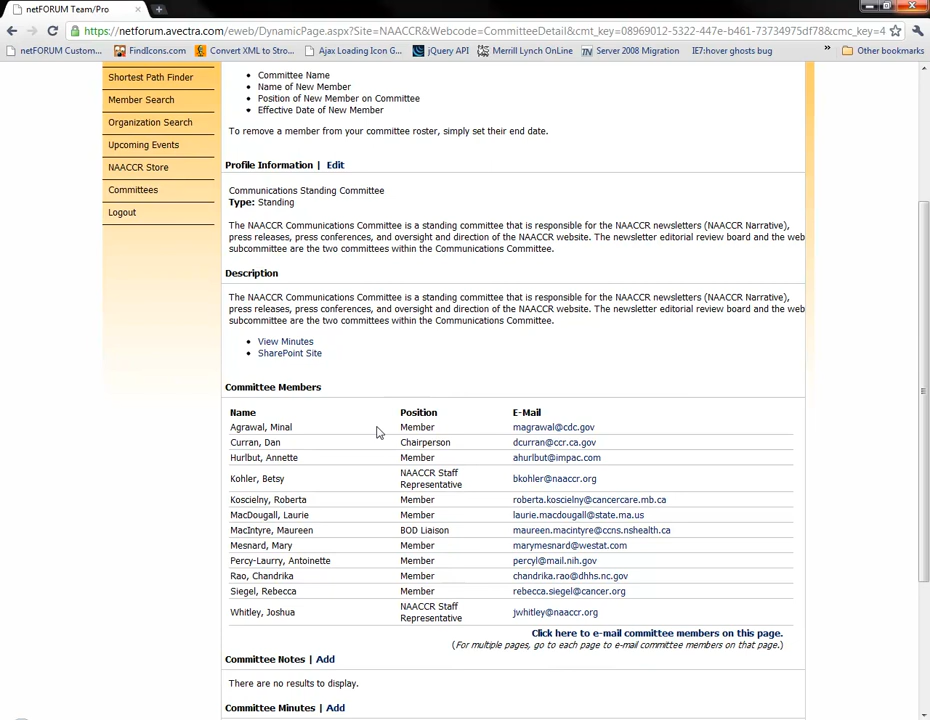 netFORUM Team/Pro
https://netforum.avectra.com/eweb/DynamicPage.aspx?Site=NAACCR&Webcode=CommitteeDetail&cmt_key=08969012-5322-447e-b461-73734975df78&cmc_key=4
netFORUM Custom... FindIcons.com Convert XML to Stro... Ajax Loading Icon G... jQuery API Merrill Lynch OnLine Server 2008 Migration IE7:hover ghosts bug » Other bookmarks
Shortest Path Finder
Member Search
Organization Search
Upcoming Events
NAACCR Store
Committees
Logout
• Committee Name
• Name of New Member
• Position of New Member on Committee
• Effective Date of New Member
To remove a member from your committee roster, simply set their end date.
Profile Information | Edit
Communications Standing Committee
Type: Standing
The NAACCR Communications Committee is a standing committee that is responsible for the NAACCR newsletters (NAACCR Narrative),
press releases, press conferences, and oversight and direction of the NAACCR website. The newsletter editorial review board and the web
subcommittee are the two committees within the Communications Committee.
Description
The NAACCR Communications Committee is a standing committee that is responsible for the NAACCR newsletters (NAACCR Narrative),
press releases, press conferences, and oversight and direction of the NAACCR website. The newsletter editorial review board and the web
subcommittee are the two committees within the Communications Committee.
• View Minutes
• SharePoint Site
Committee Members
Name Position E-Mail
Agrawal, Minal Member magrawal@cdc.gov
Curran, Dan Chairperson dcurran@ccr.ca.gov
Hurlbut, Annette Member ahurlbut@impac.com
Kohler, Betsy NAACCR Staff Representative bkohler@naaccr.org
Koscielny, Roberta Member roberta.koscielny@cancercare.mb.ca
MacDougall, Laurie Member laurie.macdougall@state.ma.us
MacIntyre, Maureen BOD Liaison maureen.macintyre@ccns.nshealth.ca
Mesnard, Mary Member marymesnard@westat.com
Percy-Laurry, Antoinette Member percyl@mail.nih.gov
Rao, Chandrika Member chandrika.rao@dhhs.nc.gov
Siegel, Rebecca Member rebecca.siegel@cancer.org
Whitley, Joshua NAACCR Staff Representative jwhitley@naaccr.org
Click here to e-mail committee members on this page.
(For multiple pages, go to each page to e-mail committee members on that page.)
Committee Notes | Add
There are no results to display.
Committee Minutes | Add